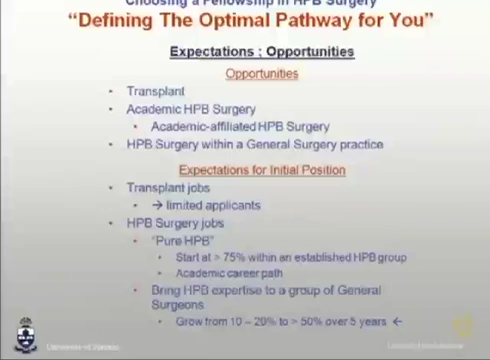 Choosing a Fellowship in HPB Surgery
"Defining The Optimal Pathway for You"
Expectations : Opportunities
Opportunities
• Transplant
• Academic HPB Surgery
• Academic-affiliated HPB Surgery
• HPB Surgery within a General Surgery practice
Expectations for Initial Position
• Transplant jobs
• → limited applicants
• HPB Surgery jobs
• "Pure HPB"
• Start at > 75% within an established HPB group
• Academic career path
• Bring HPB expertise to a group of General
Surgeons
• Grow from 10 – 20% to > 50% over 5 years ←
University of Toronto